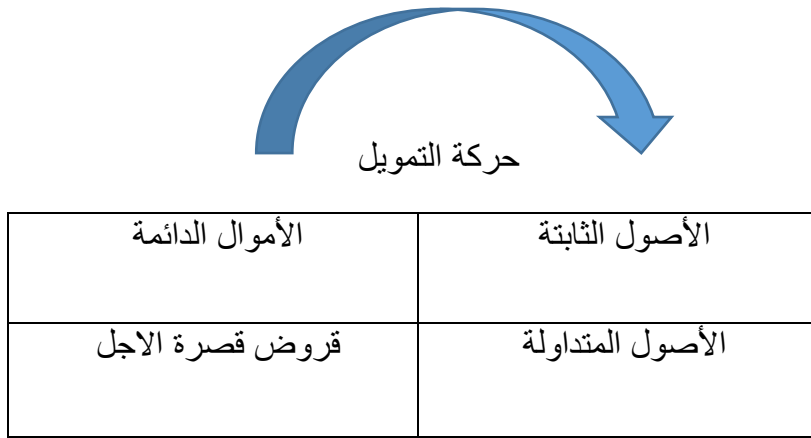 حركة التمويل
الأصول الثابتة
الأموال الدائمة
الأصول المتداولة
قروض قصرة الاجل